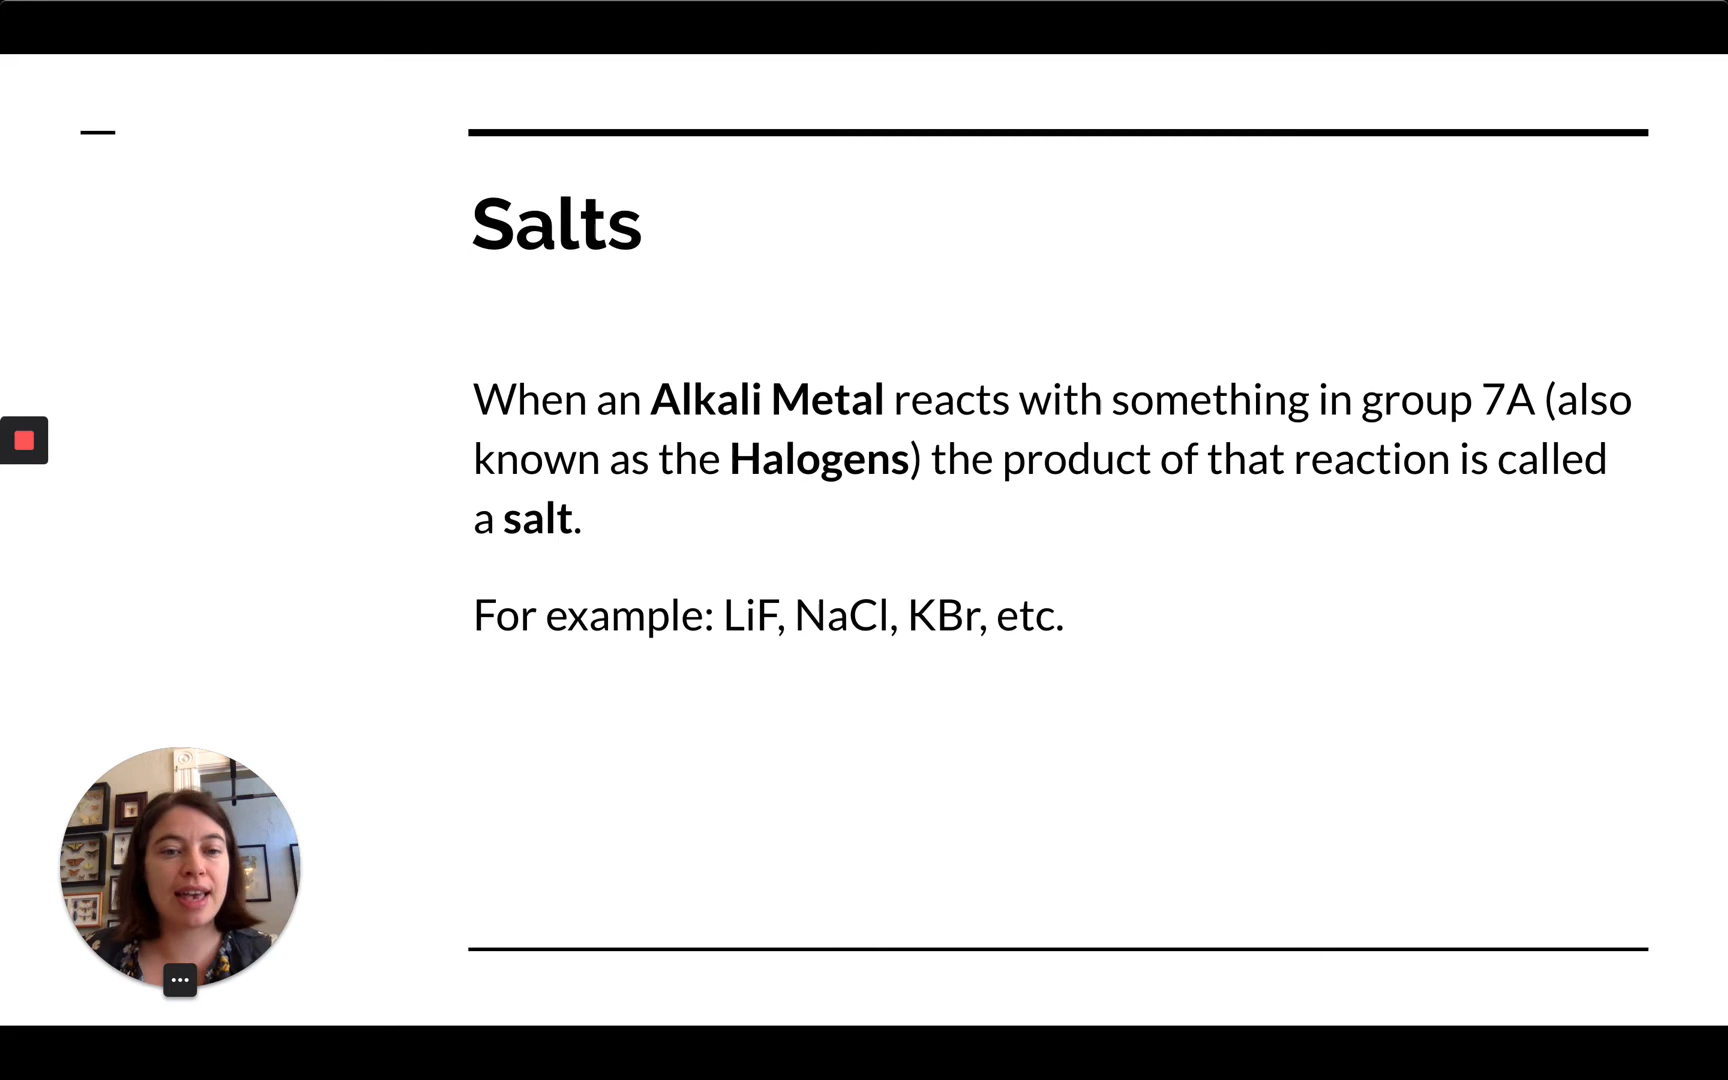 Salts
When an Alkali Metal reacts with something in group 7A (also
known as the Halogens) the product of that reaction is called
a salt.
For example: LiF, NaCl, KBr, etc.